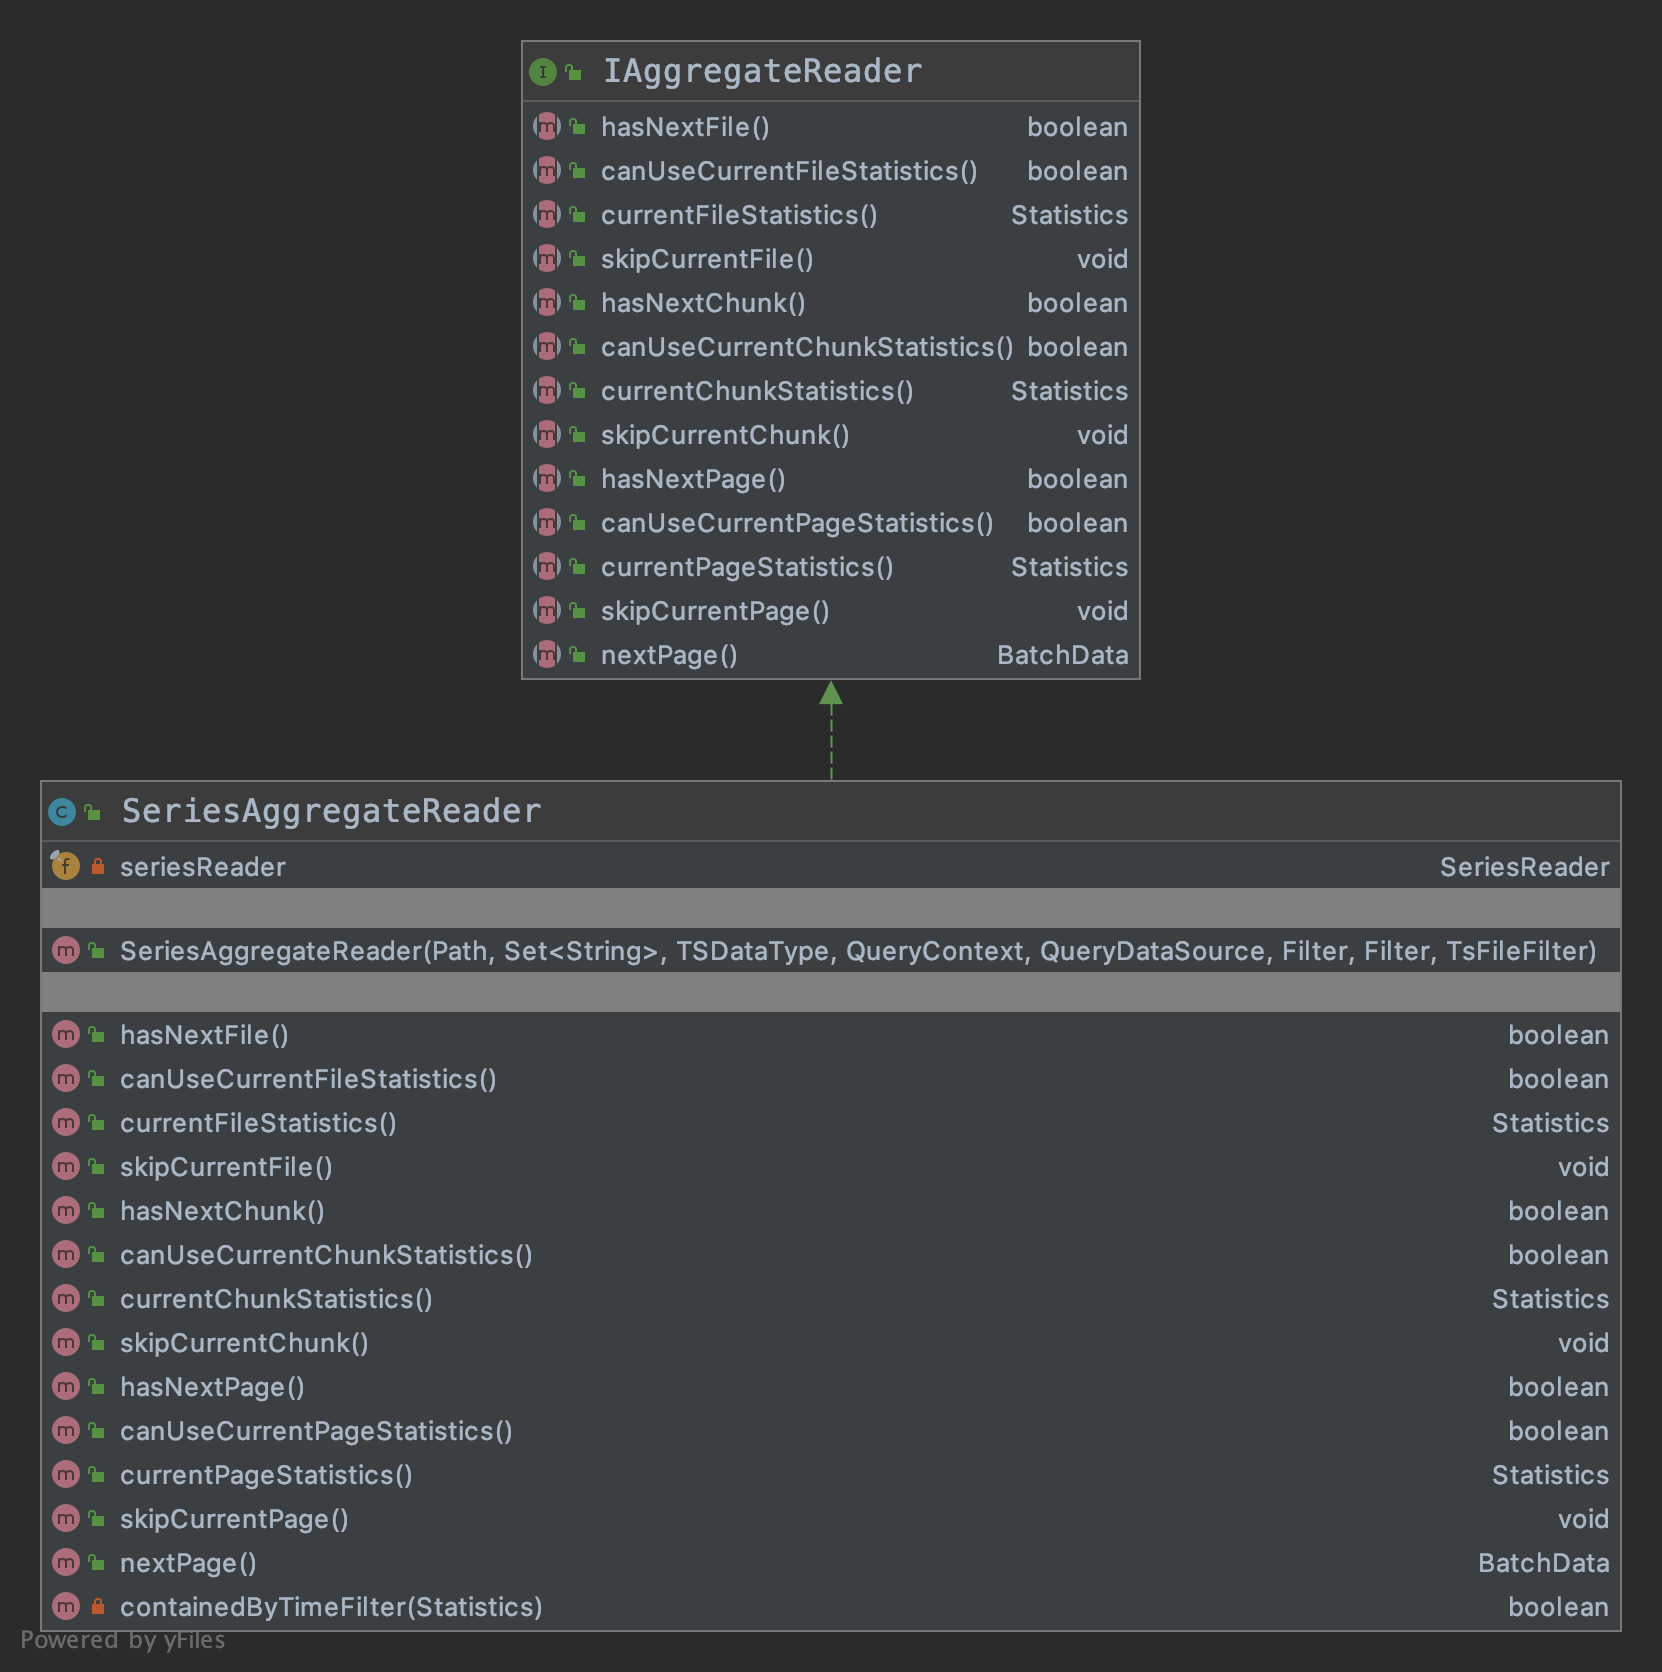 I IAggregateReader
m hasNextFile() boolean
m canUseCurrentFileStatistics() boolean
m currentFileStatistics() Statistics
m skipCurrentFile() void
m hasNextChunk() boolean
m canUseCurrentChunkStatistics() boolean
m currentChunkStatistics() Statistics
m skipCurrentChunk() void
m hasNextPage() boolean
m canUseCurrentPageStatistics() boolean
m currentPageStatistics() Statistics
m skipCurrentPage() void
m nextPage() BatchData
C SeriesAggregateReader
f seriesReader SeriesReader
m SeriesAggregateReader(Path, Set<String>, TSDataType, QueryContext, QueryDataSource, Filter, Filter, TsFileFilter)
m hasNextFile() boolean
m canUseCurrentFileStatistics() boolean
m currentFileStatistics() Statistics
m skipCurrentFile() void
m hasNextChunk() boolean
m canUseCurrentChunkStatistics() boolean
m currentChunkStatistics() Statistics
m skipCurrentChunk() void
m hasNextPage() boolean
m canUseCurrentPageStatistics() boolean
m currentPageStatistics() Statistics
m skipCurrentPage() void
m nextPage() BatchData
m containedByTimeFilter(Statistics) boolean
Powered by yFiles